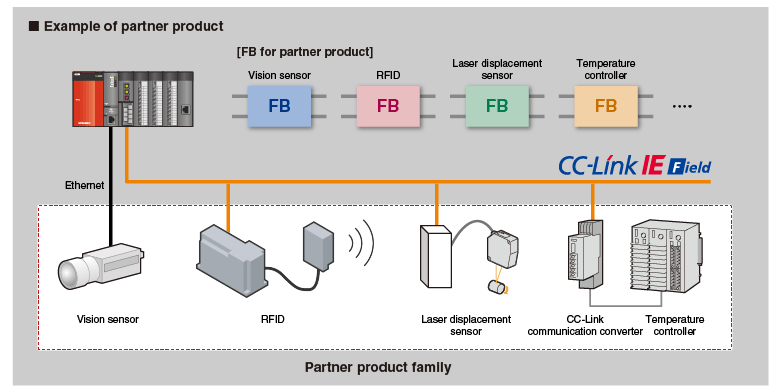 ■ Example of partner product
[FB for partner product]
Vision sensor
RFID
Laser displacement
sensor
Temperature
controller
FB
FB
FB
FB
....
CC-Link IE Field
Ethernet
Vision sensor
RFID
Laser displacement
sensor
CC-Link
communication converter
Temperature
controller
Partner product family